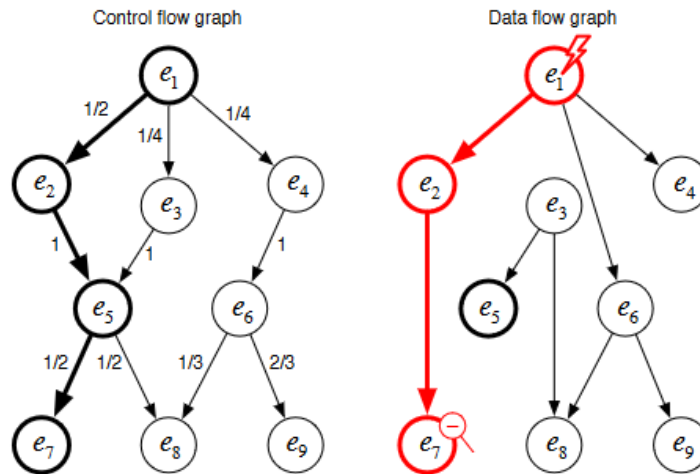 Control flow graph
Data flow graph
e1
e1
1/2
1/4
1/4
e2
e3
e4
e2
e3
e4
1
1
1
e5
e6
e5
e6
1/2
1/2
1/3
2/3
e7
e8
e9
e7
−
e8
e9